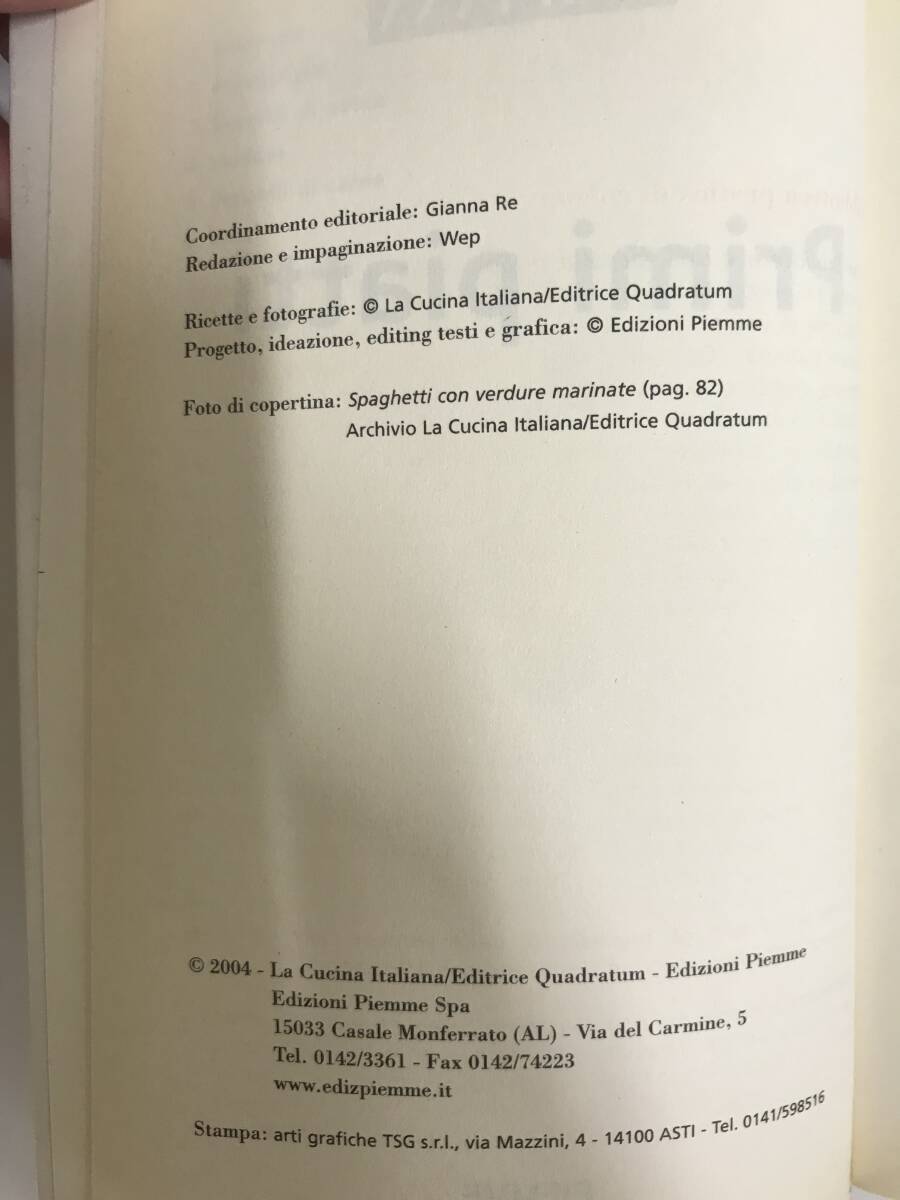 Coordinamento editoriale: Gianna Re
Redazione e impaginazione: Wep
Ricette e fotografie: © La Cucina Italiana/Editrice Quadratum
Progetto, ideazione, editing testi e grafica: © Edizioni Piemme
Foto di copertina: Spaghetti con verdure marinate (pag. 82)
Archivio La Cucina Italiana/Editrice Quadratum
© 2004 - La Cucina Italiana/Editrice Quadratum - Edizioni Piemme
Edizioni Piemme Spa
15033 Casale Monferrato (AL) - Via del Carmine, 5
Tel. 0142/3361 - Fax 0142/74223
www.edizpiemme.it
Stampa: arti grafiche TSG s.r.l., via Mazzini, 4 - 14100 ASTI - Tel. 0141/598516